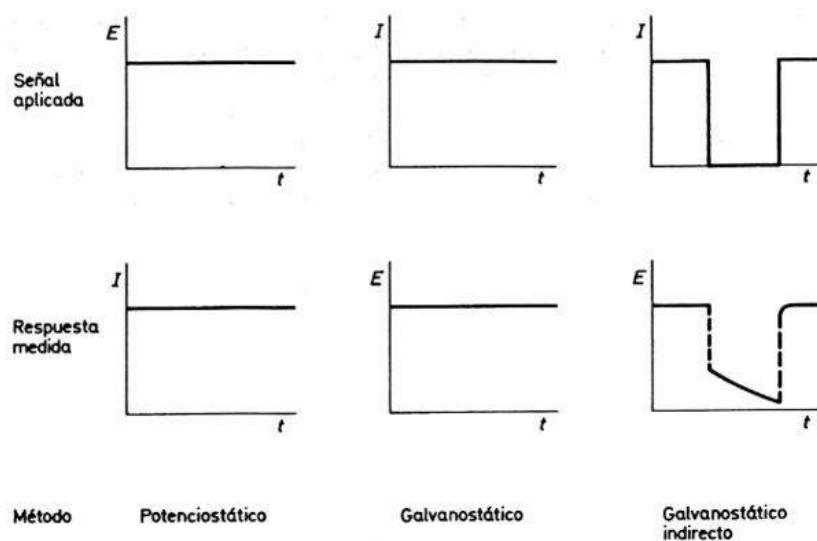 E
I
I
Señal
aplicada
t
t
t
I
E
E
Respuesta
medida
t
t
t
Método
Potenciostático
Galvanostático
Galvanostático
indirecto